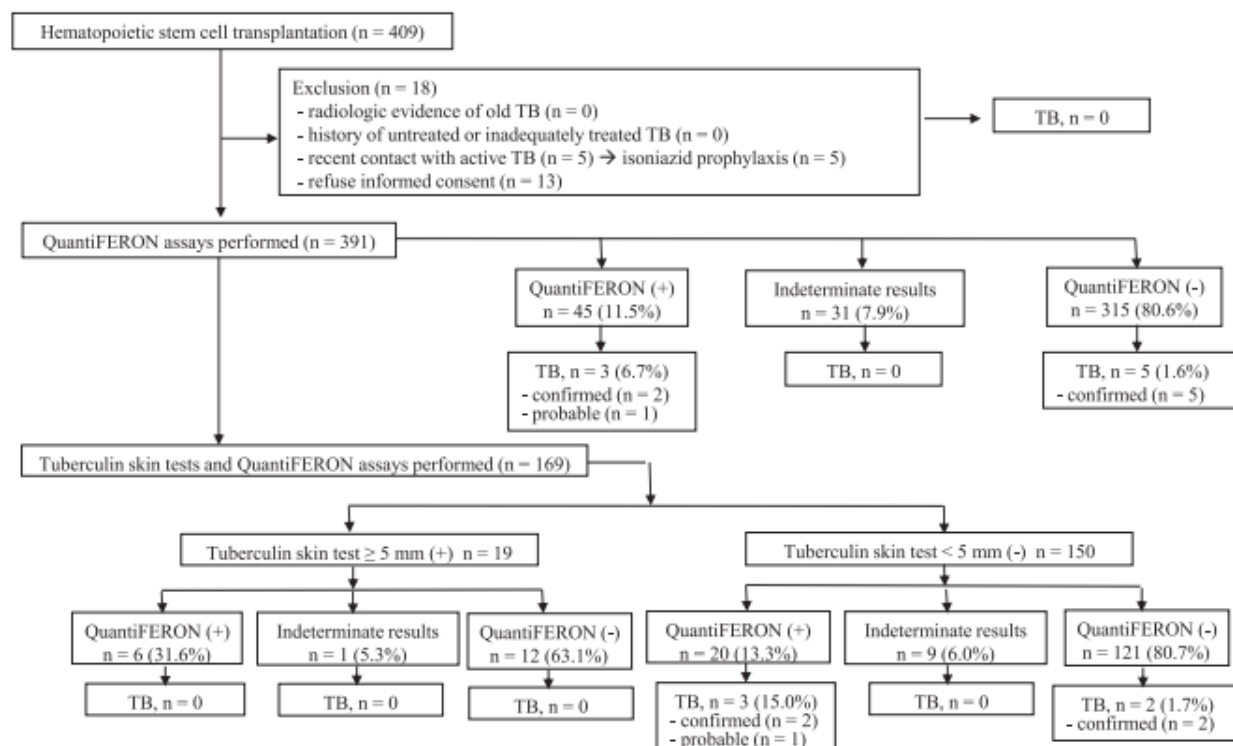 Hematopoietic stem cell transplantation (n = 409)
Exclusion (n = 18)
- radiologic evidence of old TB (n = 0)
- history of untreated or inadequately treated TB (n = 0)
- recent contact with active TB (n = 5) → isoniazid prophylaxis (n = 5)
- refuse informed consent (n = 13)
TB, n = 0
QuantiFERON assays performed (n = 391)
QuantiFERON (+)
n = 45 (11.5%)
Indeterminate results
n = 31 (7.9%)
QuantiFERON (-)
n = 315 (80.6%)
TB, n = 3 (6.7%)
- confirmed (n = 2)
- probable (n = 1)
TB, n = 0
TB, n = 5 (1.6%)
- confirmed (n = 5)
Tuberculin skin tests and QuantiFERON assays performed (n = 169)
Tuberculin skin test ≥ 5 mm (+) n = 19
Tuberculin skin test < 5 mm (-) n = 150
QuantiFERON (+)
n = 6 (31.6%)
Indeterminate results
n = 1 (5.3%)
QuantiFERON (-)
n = 12 (63.1%)
QuantiFERON (+)
n = 20 (13.3%)
Indeterminate results
n = 9 (6.0%)
QuantiFERON (-)
n = 121 (80.7%)
TB, n = 0
TB, n = 0
TB, n = 0
TB, n = 3 (15.0%)
- confirmed (n = 2)
- probable (n = 1)
TB, n = 0
TB, n = 2 (1.7%)
- confirmed (n = 2)